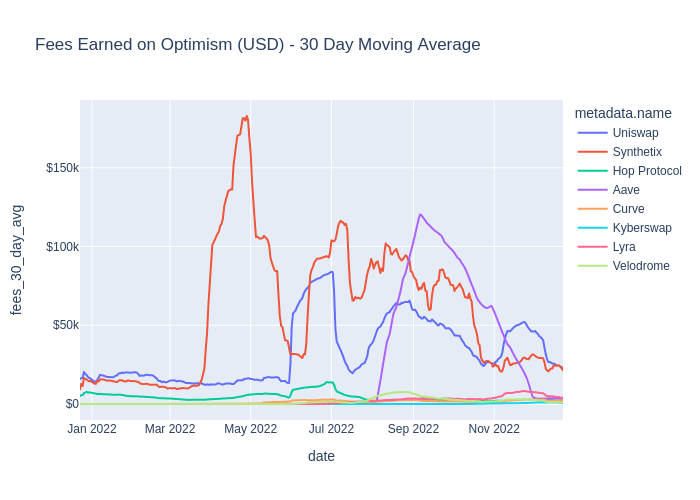 Fees Earned on Optimism (USD) - 30 Day Moving Average
fees_30_day_avg
$150k
$100k
$50k
$0
Jan 2022
Mar 2022
May 2022
Jul 2022
Sep 2022
Nov 2022
date
metadata.name
Uniswap
Synthetix
Hop Protocol
Aave
Curve
Kyberswap
Lyra
Velodrome